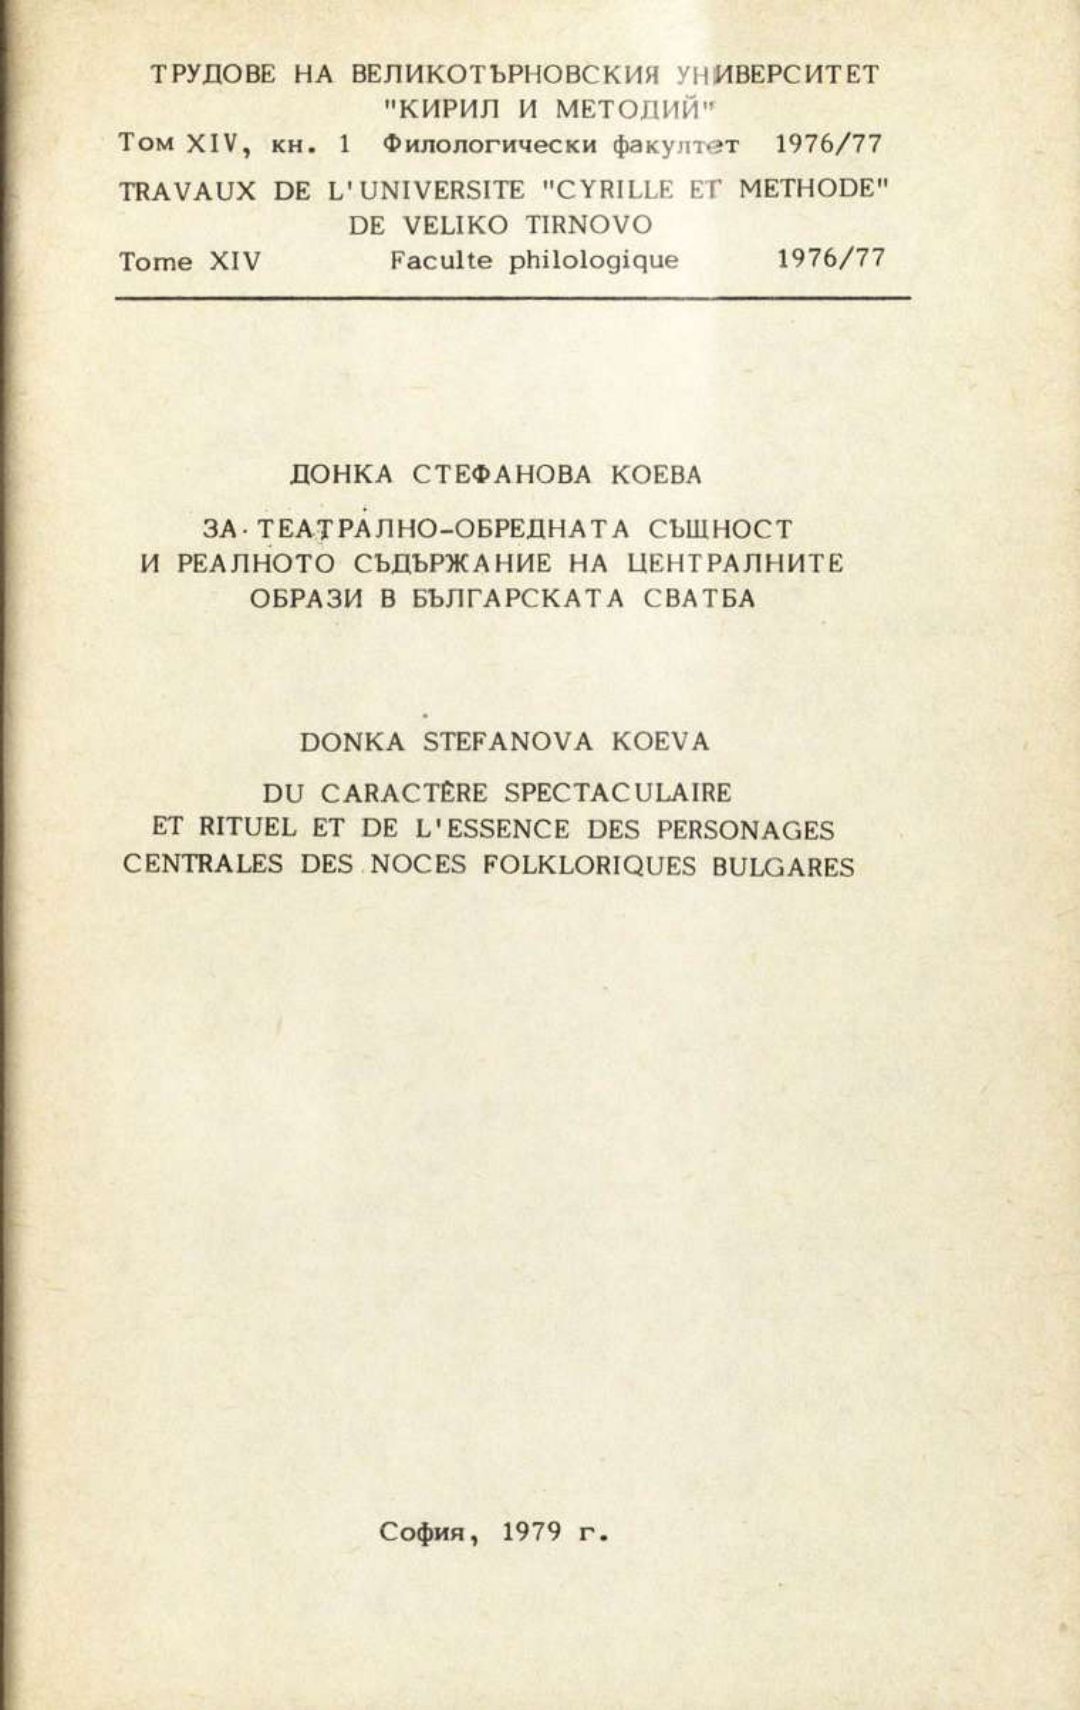 ТРУДОВЕ НА ВЕЛИКОТЪРНОВСКИЯ УНИВЕРСИТЕТ
"КИРИЛ И МЕТОДИЙ"
Том XIV, кн. 1 Филологически факултет 1976/77
TRAVAUX DE L'UNIVERSITE "CYRILLE ET METHODE"
DE VELIKO TIRNOVO
Tome XIV Faculte philologique 1976/77
ДОНКА СТЕФАНОВА КОЕВА
ЗА ТЕАТРАЛНО-ОБРЕДНАТА СЪЩНОСТ
И РЕАЛНОТО СЪДЪРЖАНИЕ НА ЦЕНТРАЛНИТЕ
ОБРАЗИ В БЪЛГАРСКАТА СВАТБА
DONKA STEFANOVA KOEVA
DU CARACTÈRE SPECTACULAIRE
ET RITUEL ET DE L'ESSENCE DES PERSONAGES
CENTRALES DES NOCES FOLKLORIQUES BULGARES
София, 1979 г.